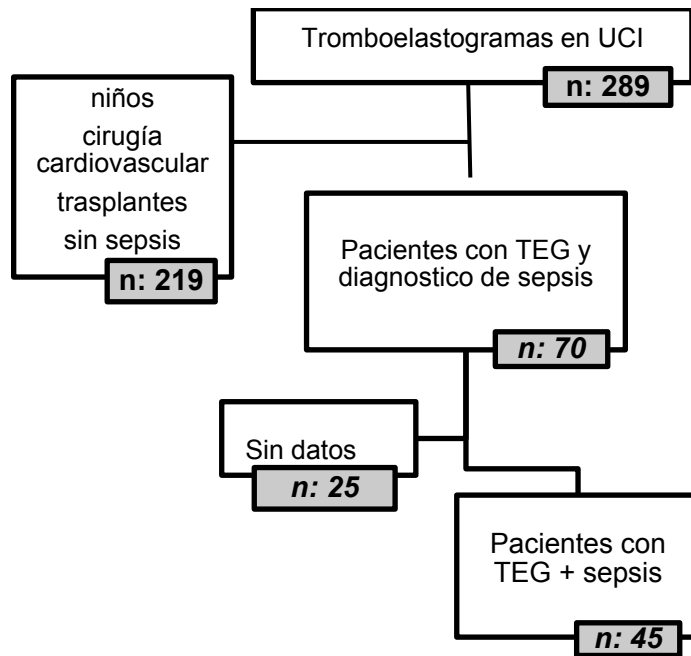 Tromboelastogramas en UCI
n: 289
niños
cirugía
cardiovascular
trasplantes
sin sepsis
n: 219
Pacientes con TEG y
diagnostico de sepsis
n: 70
Sin datos
n: 25
Pacientes con
TEG + sepsis
n: 45